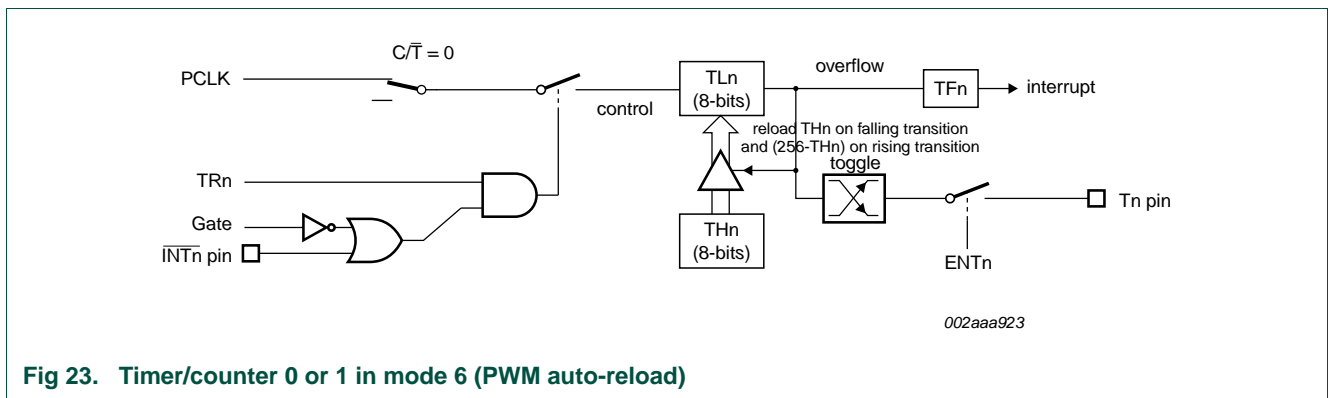 C/T̅ = 0
PCLK
TLn
(8-bits)
overflow
TFn
interrupt
control
reload THn on falling transition
and (256-THn) on rising transition
toggle
TRn
Gate
I̅N̅T̅n̅ pin
THn
(8-bits)
Tn pin
ENTn
002aaa923
Fig 23. Timer/counter 0 or 1 in mode 6 (PWM auto-reload)